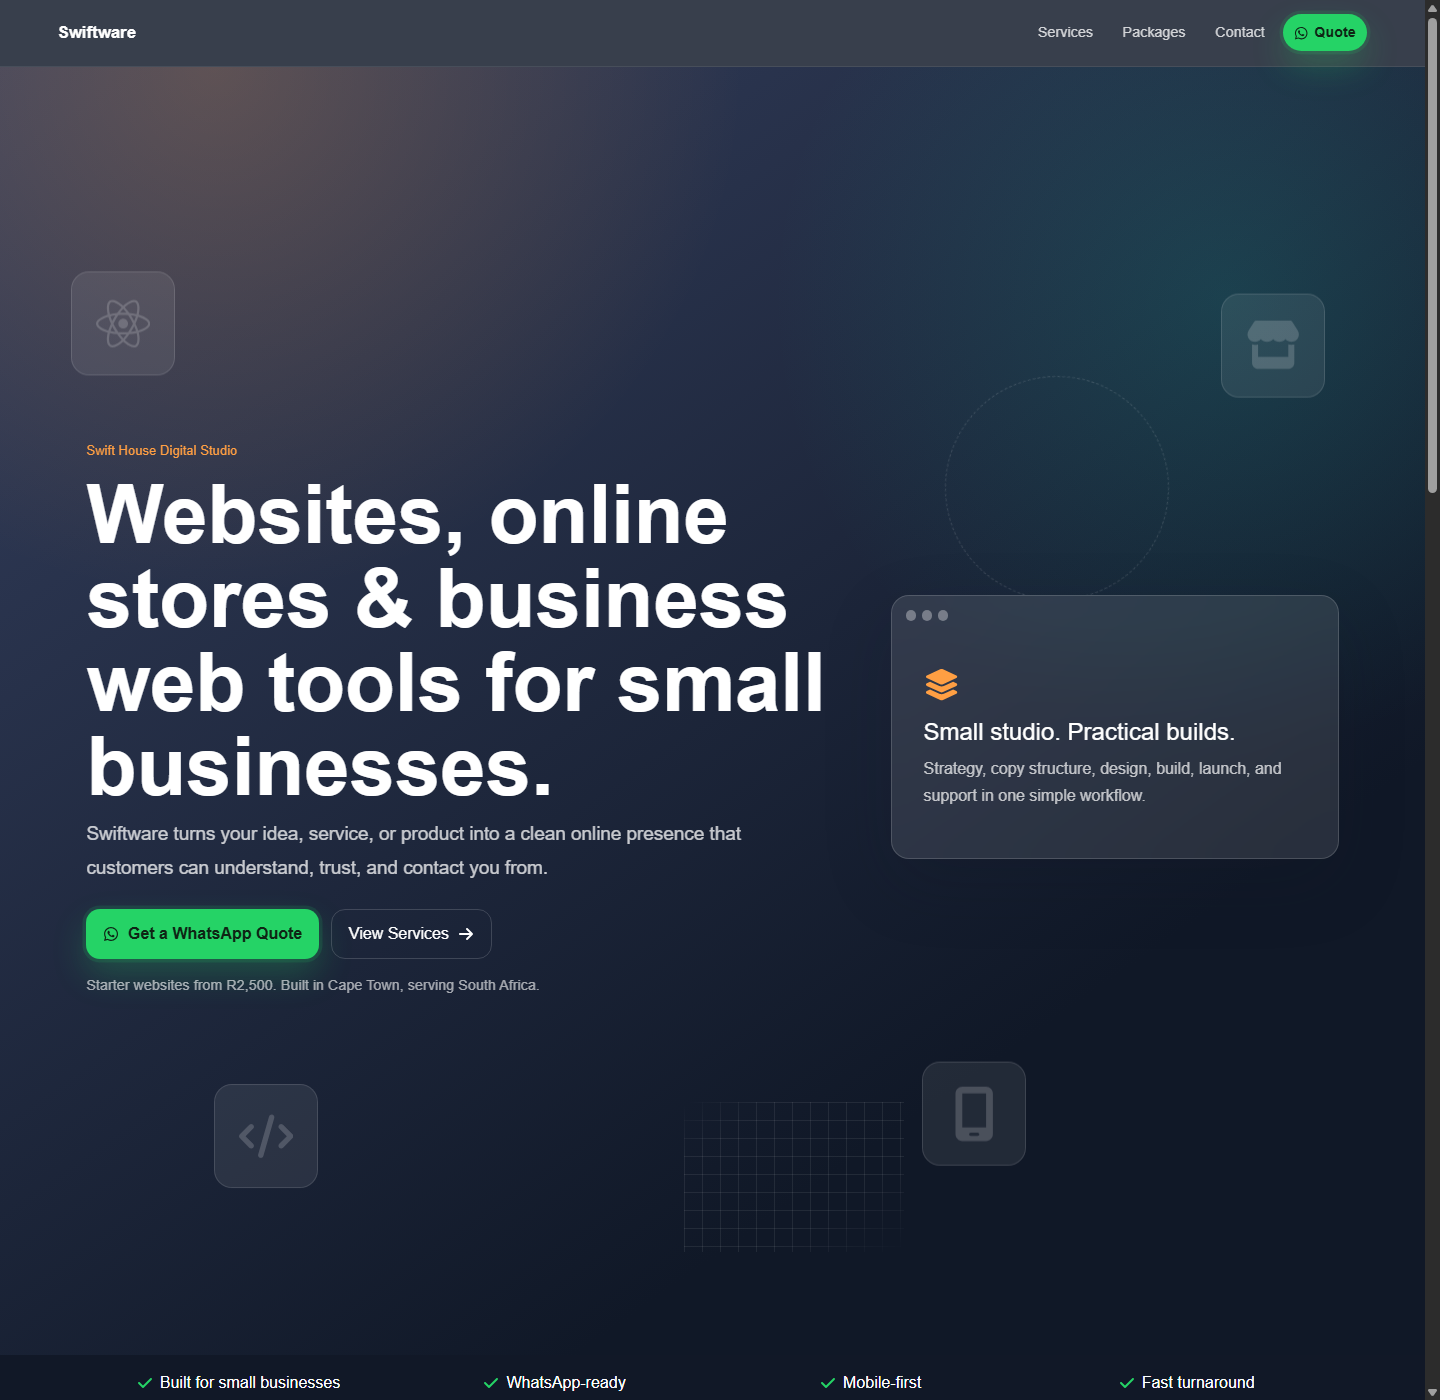 Swiftware
Services
Packages
Contact
Quote
Swift House Digital Studio
Websites, online
stores & business
web tools for small
businesses.
Swiftware turns your idea, service, or product into a clean online presence that
customers can understand, trust, and contact you from.
Get a WhatsApp Quote
View Services
Starter websites from R2,500. Built in Cape Town, serving South Africa.
Small studio. Practical builds.
Strategy, copy structure, design, build, launch, and
support in one simple workflow.
Built for small businesses
WhatsApp-ready
Mobile-first
Fast turnaround